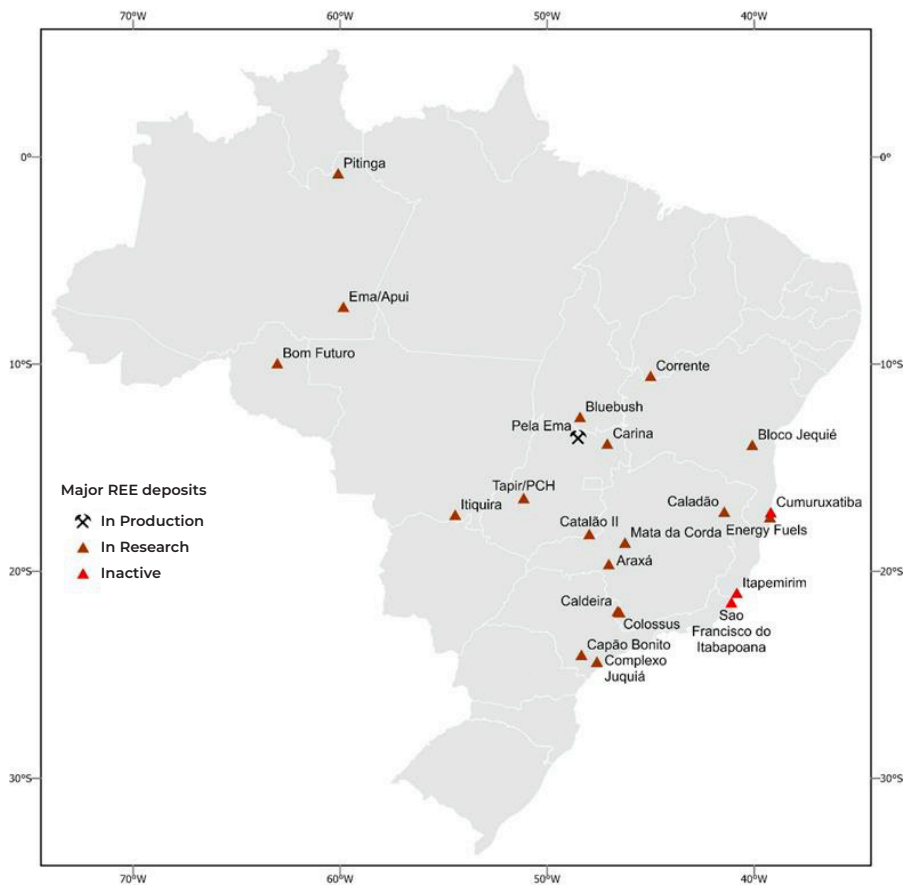 60°W 50°W 40°W
0° 0°
Pitinga
Ema/Apui
Bom Futuro
10°S 10°S
Corrente
Bluebush
Pela Ema
Carina
Bloco Jequié
Major REE deposits
In Production
In Research
Inactive
Tapir/PCH
Itiquira
Caladão
Cumuruxatiba
Energy Fuels
Catalão II
Mata da Corda
Araxá
20°S 20°S
Itapemirim
Sao
Francisco do
Itabapoana
Caldeira
Colossus
Capão Bonito
Complexo
Juquiá
30°S 30°S
70°W 60°W 50°W 40°W